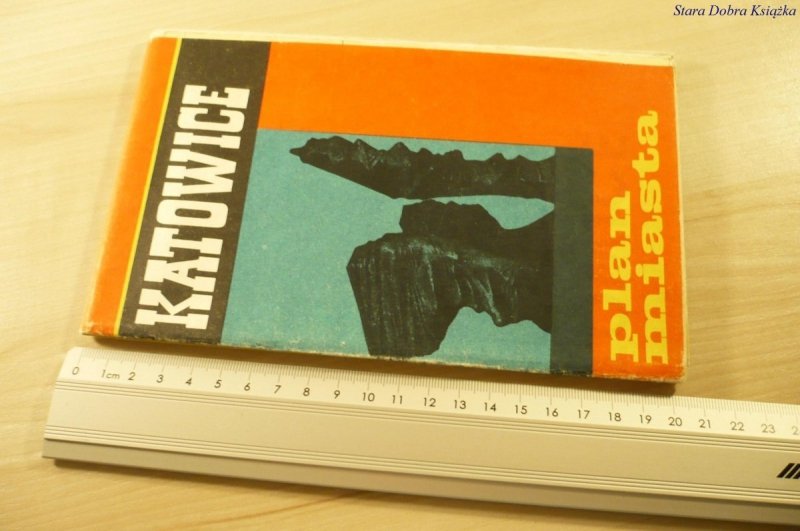 Stara Dobra Książka
KATOWICE
plan
miasta
0 1cm 2 3 4 5 6 7 8 9 10 11 12 13 14 15 16 17 18 19 20 21 22 23